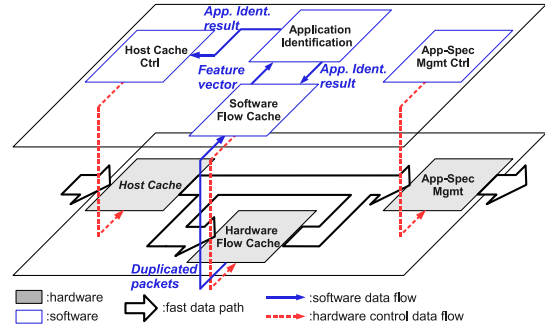 App. Ident.
result
Host Cache
Ctrl
Application
Identification
App-Spec
Mgmt Ctrl
Feature
vector
App. Ident.
result
Software
Flow Cache
Host Cache
App-Spec
Mgmt
Hardware
Flow Cache
Duplicated
packets
:hardware
:software
:fast data path
:software data flow
:hardware control data flow